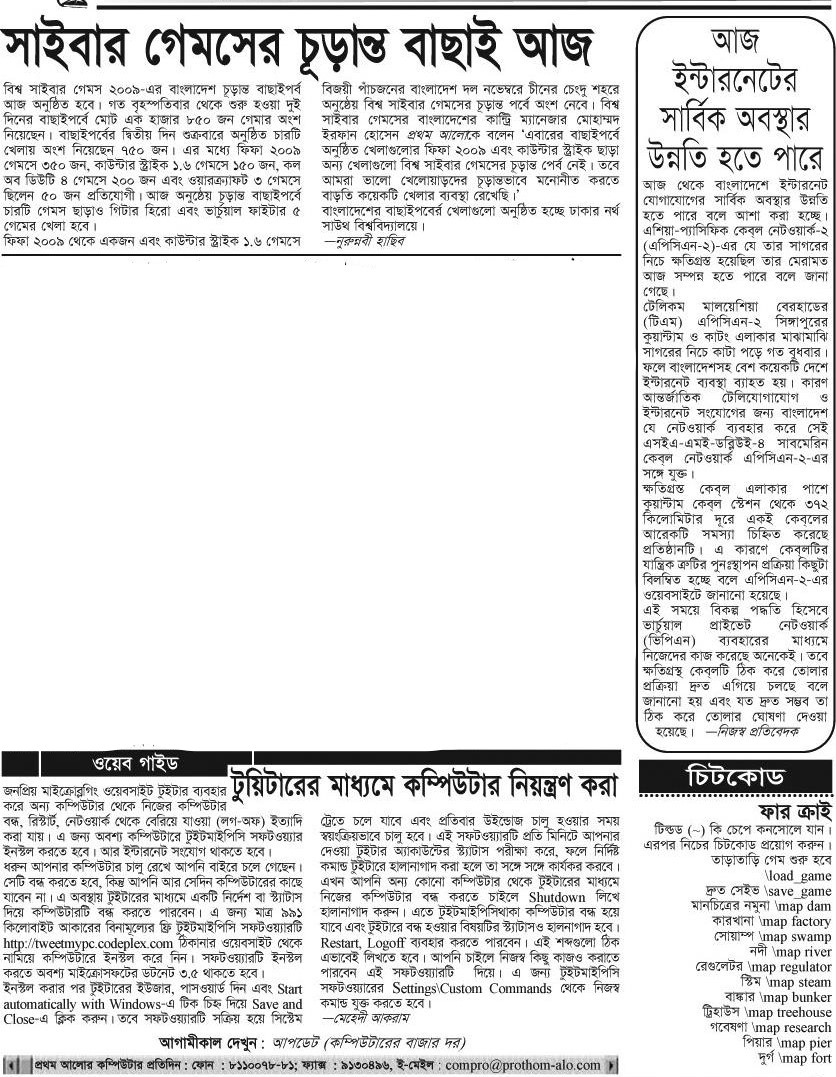 সাইবার গেমসের চূড়ান্ত বাছাই আজ
বিশ্ব সাইবার গেমস ২০০৯-এর বাংলাদেশ চূড়ান্ত বাছাইপর্ব
আজ অনুষ্ঠিত হবে। গত বৃহস্পতিবার থেকে শুরু হওয়া দুই
দিনের বাছাইপর্বে মোট এক হাজার ৮৫০ জন গেমার অংশ
নিয়েছেন। বাছাইপর্বের দ্বিতীয় দিন শুক্রবারে অনুষ্ঠিত চারটি
খেলায় অংশ নিয়েছেন ৭৫০ জন। এর মধ্যে ফিফা ২০০৯
গেমসে ৩৫০ জন, কাউন্টার স্ট্রাইক ১.৬ গেমসে ১৫০ জন, কল
অব ডিউটি ৪ গেমসে ২০০ জন এবং ওয়ারক্র্যাফট ৩ গেমসে
ছিলেন ৫০ জন প্রতিযোগী। আজ অনুষ্ঠেয় চূড়ান্ত বাছাইপর্বে
চারটি গেমস ছাড়াও গিটার হিরো এবং ভার্চুয়াল ফাইটার ৫
গেমের খেলা হবে।
ফিফা ২০০৯ থেকে একজন এবং কাউন্টার স্ট্রাইক ১.৬ গেমসে
বিজয়ী পাঁচজনের বাংলাদেশ দল নভেম্বরে চীনের চেংদু শহরে
অনুষ্ঠেয় বিশ্ব সাইবার গেমসের চূড়ান্ত পর্বে অংশ নেবে। বিশ্ব
সাইবার গেমসের বাংলাদেশের কান্ট্রি ম্যানেজার মোহাম্মদ
ইরফান হোসেন প্রথম আলোকে বলেন ‘এবারের বাছাইপর্বে
অনুষ্ঠিত খেলাগুলোর ফিফা ২০০৯ এবং কাউন্টার স্ট্রাইক ছাড়া
অন্য খেলাগুলো বিশ্ব সাইবার গেমসের চূড়ান্ত পের্ব নেই। তবে
আমরা ভালো খেলোয়াড়দের চূড়ান্তভাবে মনোনীত করতে
বাড়তি কয়েকটি খেলার ব্যবস্থা রেখেছি।’
বাংলাদেশের বাছাইপবের্র খেলাগুলো অনুষ্ঠিত হচ্ছে ঢাকার নর্থ
সাউথ বিশ্ববিদ্যালয়ে।
—নুরুন্নবী হাছিব
আজ
ইন্টারনেটের
সার্বিক অবস্থার
উন্নতি হতে পারে
আজ থেকে বাংলাদেশে ইন্টারনেট
যোগাযোগের সার্বিক অবস্থার উন্নতি
হতে পারে বলে আশা করা হচ্ছে।
এশিয়া-প্যাসিফিক কেব্‌ল নেটওয়ার্ক-২
(এপিসিএন-২)-এর যে তার সাগরের
নিচে ক্ষতিগ্রস্ত হয়েছিল তার মেরামত
আজ সম্পন্ন হতে পারে বলে জানা
গেছে।
টেলিকম মালয়েশিয়া বেরহাডের
(টিএম) এপিসিএন-২ সিঙ্গাপুরের
কুয়ান্টাম ও কাটং এলাকার মাঝামাঝি
সাগরের নিচে কাটা পড়ে গত বুধবার।
ফলে বাংলাদেশসহ বেশ কয়েকটি দেশে
ইন্টারনেট ব্যবস্থা ব্যাহত হয়। কারণ
আন্তর্জাতিক টেলিযোগাযোগ ও
ইন্টারনেট সংযোগের জন্য বাংলাদেশ
যে নেটওয়ার্ক ব্যবহার করে সেই
এসইএ-এমই-ডব্লিউই-৪ সাবমেরিন
কেব্‌ল নেটওয়ার্ক এপিসিএন-২-এর
সঙ্গে যুক্ত।
ক্ষতিগ্রস্ত কেব্‌ল এলাকার পাশে
কুয়ান্টাম কেব্‌ল স্টেশন থেকে ৩৭২
কিলোমিটার দূরে একই কেব্‌লের
আরেকটি সমস্যা চিহ্নিত করেছে
প্রতিষ্ঠানটি। এ কারণে কেব্‌লটির
যান্ত্রিক ত্রুটির পুনঃস্থাপন প্রক্রিয়া কিছুটা
বিলম্বিত হচ্ছে বলে এপিসিএন-২-এর
ওয়েবসাইটে জানানো হয়েছে।
এই সময়ে বিকল্প পদ্ধতি হিসেবে
ভার্চুয়াল প্রাইভেট নেটওয়ার্ক
(ভিপিএন) ব্যবহারের মাধ্যমে
নিজেদের কাজ করেছে অনেকেই। তবে
ক্ষতিগ্রস্থ কেব্‌লটি ঠিক করে তোলার
প্রক্রিয়া দ্রুত এগিয়ে চলছে বলে
জানানো হয় এবং যত দ্রুত সম্ভব তা
ঠিক করে তোলার ঘোষণা দেওয়া
হয়েছে। —নিজস্ব প্রতিবেদক
ওয়েব গাইড
টুয়িটারের মাধ্যমে কম্পিউটার নিয়ন্ত্রণ করা
জনপ্রিয় মাইক্রোব্লগিং ওয়েবসাইট টুইটার ব্যবহার
করে অন্য কম্পিউটার থেকে নিজের কম্পিউটার
বন্ধ, রিস্টার্ট, নেটওয়ার্ক থেকে বেরিয়ে যাওয়া (লগ-অফ) ইত্যাদি
করা যায়। এ জন্য অবশ্য কম্পিউটারে টুইটমাইপিসি সফটওয়্যার
ইনস্টল করতে হবে। আর ইন্টারনেট সংযোগ থাকতে হবে।
ধরুন আপনার কম্পিউটার চালু রেখে আপনি বাইরে চলে গেছেন।
সেটি বন্ধ করতে হবে, কিন্তু আপনি আর সেদিন কম্পিউটারের কাছে
যাবেন না। এ অবস্থায় টুইটারের মাধ্যমে একটি নির্দেশ বা স্ট্যাটাস
দিয়ে কম্পিউটারটি বন্ধ করতে পারবেন। এ জন্য মাত্র ৯৯১
কিলোবাইট আকারের বিনামূল্যের ফ্রি টুইটমাইপিসি সফটওয়্যারটি
http://tweetmypc.codeplex.com ঠিকানার ওয়েবসাইট থেকে
নামিয়ে কম্পিউটারে ইনস্টল করে নিন। সফটওয়্যারটি ইনস্টল
করতে অবশ্য মাইক্রোসফটের ডটনেট ৩.৫ থাকতে হবে।
ইনস্টল করার পর টুইটারের ইউজার, পাসওয়ার্ড দিন এবং Start
automatically with Windows-এ টিক চিহ্ন দিয়ে Save and
Close-এ ক্লিক করুন। তবে সফটওয়্যারটি সক্রিয় হয়ে সিস্টেম
ট্রেতে চলে যাবে এবং প্রতিবার উইন্ডোজ চালু হওয়ার সময়
স্বয়ংক্রিয়ভাবে চালু হবে। এই সফটওয়্যারটি প্রতি মিনিটে আপনার
দেওয়া টুইটার অ্যাকাউন্টের স্ট্যাটাস পরীক্ষা করে, ফলে নির্দিষ্ট
কমান্ড টুইটারে হালানাগাদ করা হলে তা সঙ্গে সঙ্গে কার্যকর করবে।
এখন আপনি অন্য কোনো কম্পিউটার থেকে টুইটারের মাধ্যমে
নিজের কম্পিউটার বন্ধ করতে চাইলে Shutdown লিখে
হালানাগাদ করুন। এতে টুইটমাইপিসিথাকা কম্পিউটার বন্ধ হয়ে
যাবে এবং টুইটারে বন্ধ হওয়ার বিষয়টির স্ট্যাটাসও হালনাগাদ হবে।
Restart, Logoff ব্যবহার করতে পারবেন। এই শব্দগুলো ঠিক
এভাবেই লিখতে হবে। আপনি চাইলে নিজস্ব কিছু কাজও করাতে
পারবেন এই সফটওয়্যারটি দিয়ে। এ জন্য টুইটমাইপিসি
সফটওয়্যারের Settings\Custom Commands থেকে নিজস্ব
কমান্ড যুক্ত করতে হবে।
—মেহেদী আকরাম
আগামীকাল দেখুন : আপডেট (কম্পিউটারের বাজার দর)
প্রথম আলোর কম্পিউটার প্রতিদিন : ফোন : ৮১১০০৭৮-৮১; ফ্যাক্স : ৯১৩০৪৯৬, ই-মেইল : compro@prothom-alo.com
চিটকোড
ফার ক্রাই
টিল্ডড (~) কি চেপে কনসোলে যান।
এরপর নিচের চিটকোড প্রয়োগ করুন।
তাড়াতাড়ি গেম শুরু হবে
\load_game
দ্রুত সেইভ \save_game
মানচিত্রের নমুনা \map dam
কারখানা \map factory
সোয়াম্প \map swamp
নদী \map river
রেগুলেটর \map regulator
স্টিম \map steam
বাঙ্কার \map bunker
ট্রিহাউস \map treehouse
গবেষণা \map research
পিয়ার \map pier
দুর্গ \map fort